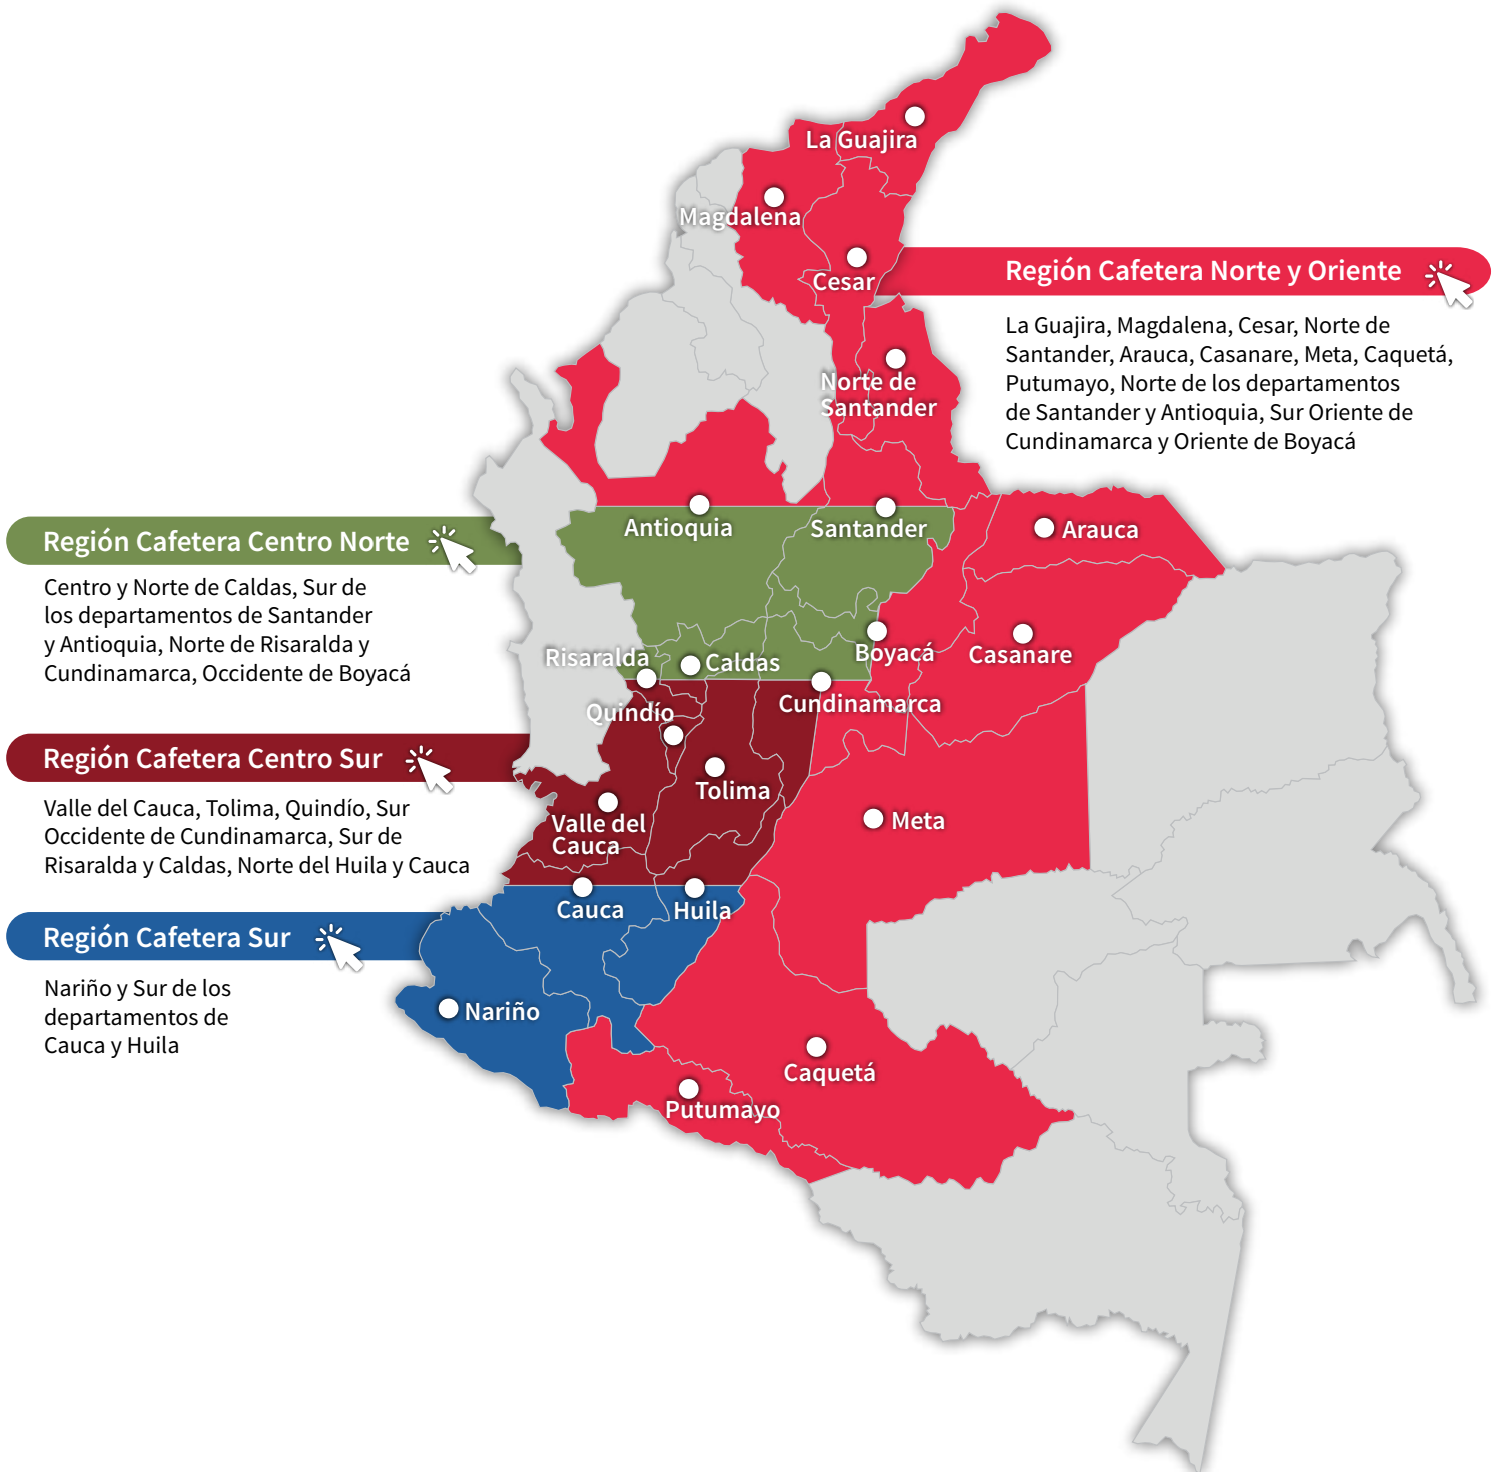 La Guajira
Magdalena
Cesar
Región Cafetera Norte y Oriente
La Guajira, Magdalena, Cesar, Norte de
Santander, Arauca, Casanare, Meta, Caquetá,
Putumayo, Norte de los departamentos
de Santander y Antioquia, Sur Oriente de
Cundinamarca y Oriente de Boyacá
Norte de
Santander
Antioquia
Santander
Arauca
Región Cafetera Centro Norte
Centro y Norte de Caldas, Sur de
los departamentos de Santander
y Antioquia, Norte de Risaralda y
Cundinamarca, Occidente de Boyacá
Risaralda
Caldas
Boyacá
Casanare
Quindío
Cundinamarca
Región Cafetera Centro Sur
Valle del Cauca, Tolima, Quindío, Sur
Occidente de Cundinamarca, Sur de
Risaralda y Caldas, Norte del Huila y Cauca
Tolima
Valle del
Cauca
Meta
Cauca
Huila
Región Cafetera Sur
Nariño y Sur de los
departamentos de
Cauca y Huila
Nariño
Caquetá
Putumayo